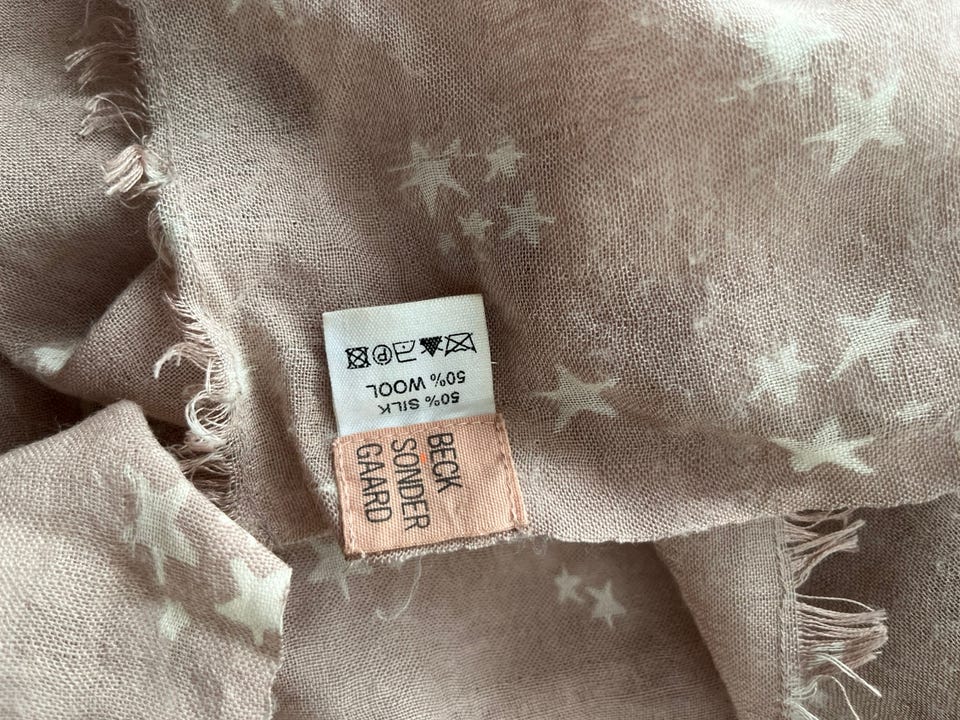 50% SILK
50% WOOL
P
BECK
SONDER
GAARD